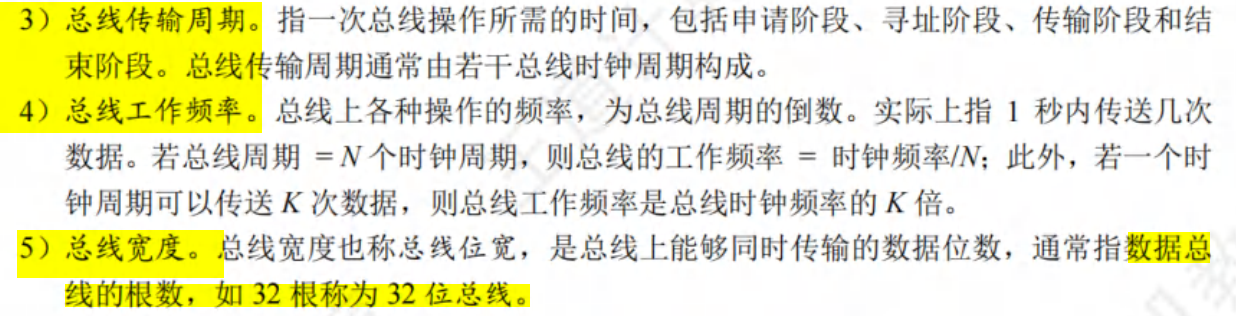 3）总线传输周期。指一次总线操作所需的时间，包括申请阶段、寻址阶段、传输阶段和结
束阶段。总线传输周期通常由若干总线时钟周期构成。
4）总线工作频率。总线上各种操作的频率，为总线周期的倒数。实际上指 1 秒内传送几次
数据。若总线周期 = N 个时钟周期，则总线的工作频率 = 时钟频率/N；此外，若一个时
钟周期可以传送 K 次数据，则总线工作频率是总线时钟频率的 K 倍。
5）总线宽度。总线宽度也称总线位宽，是总线上能够同时传输的数据位数，通常指数据总
线的根数，如 32 根称为 32 位总线。